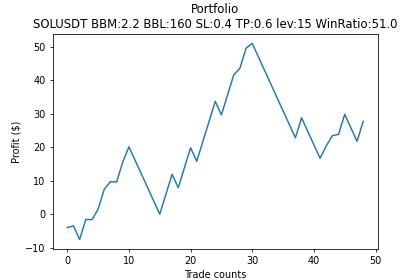 Portfolio
SOLUSDT BBM:2.2 BBL:160 SL:0.4 TP:0.6 lev:15 WinRatio:51.0
50
40
30
20
10
0
−10
Profit ($)
0 10 20 30 40 50
Trade counts